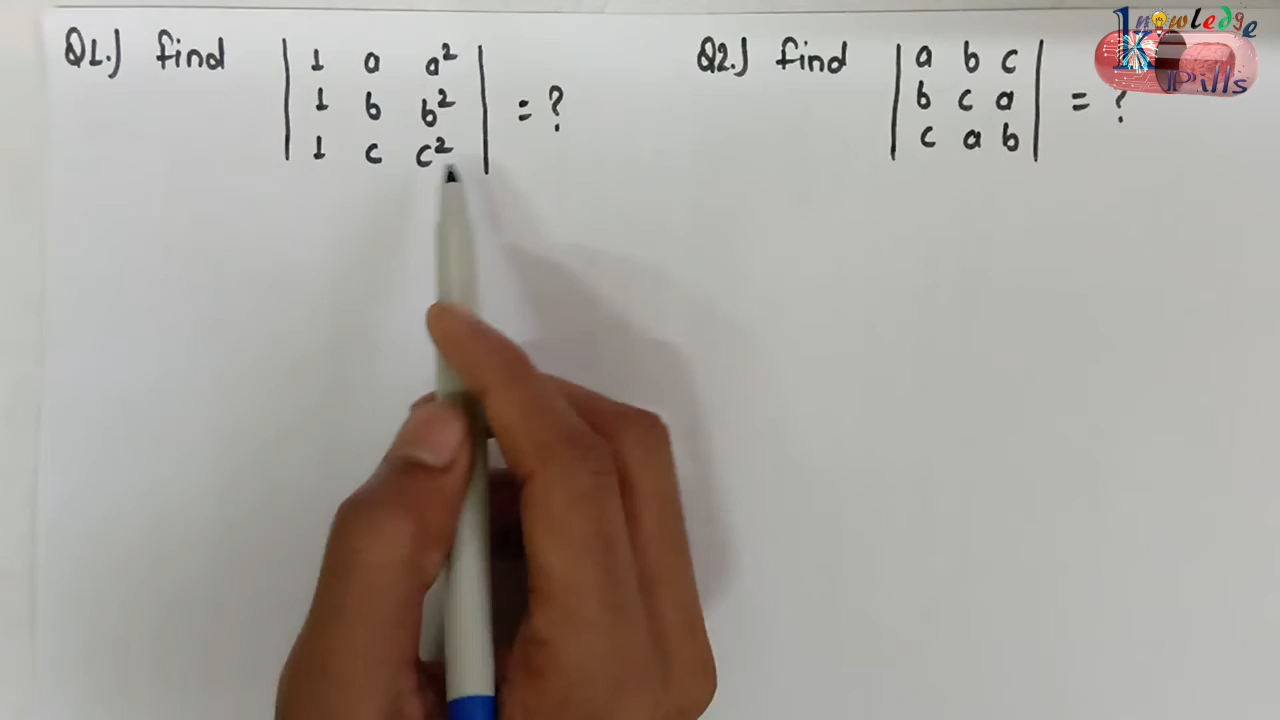 Q1.) find | 1 a a² |
| 1 b b² | = ?
| 1 c c² |
Q2.) find | a b c |
| b c a | = ?
| c a b |
Knowledge
k
Pills